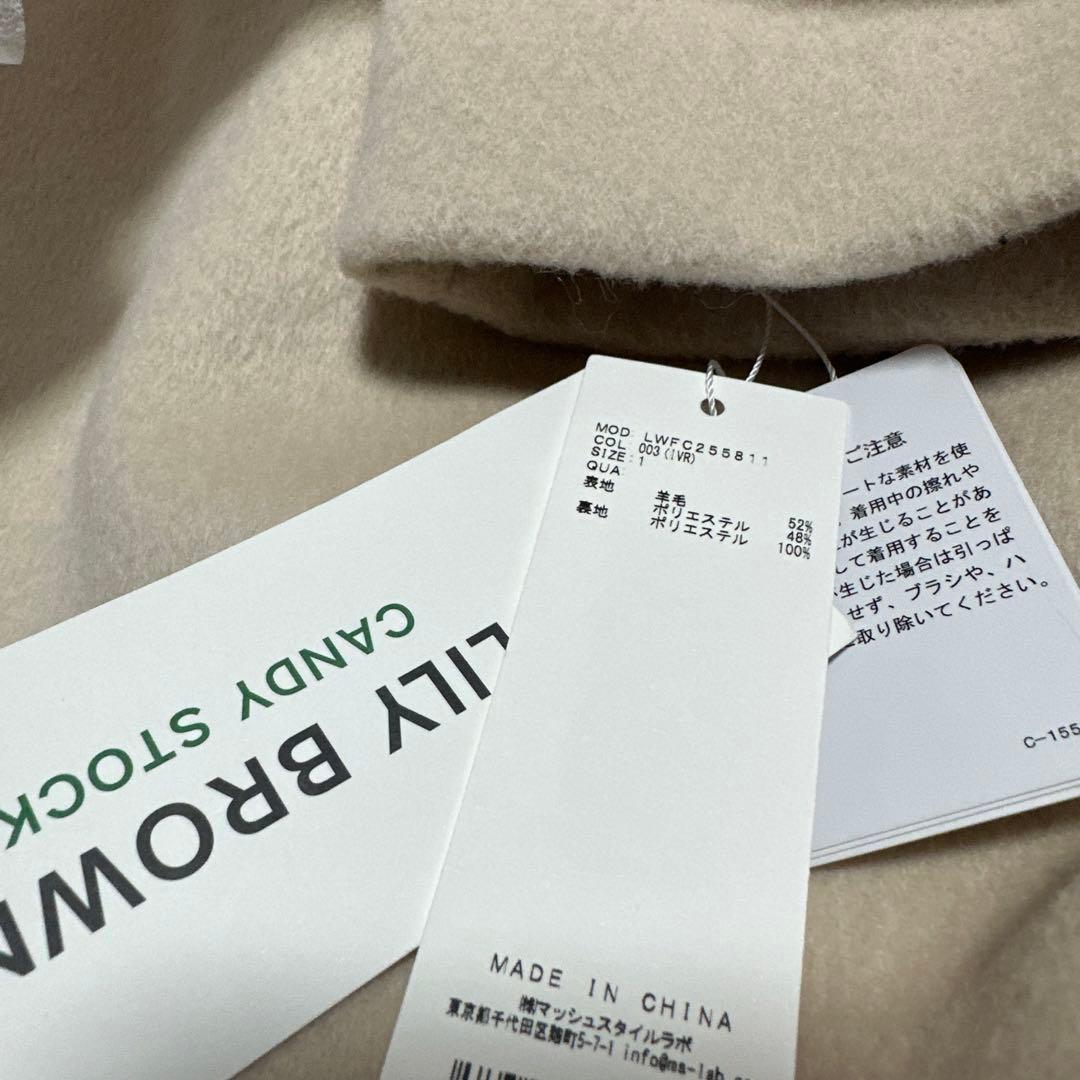 MOD: LWFC255811
COL: 003(IVR)
SIZE: 1
QUA:
表地 羊毛 52%
ポリエステル 48%
裏地 ポリエステル 100%
MADE IN CHINA
㈱マッシュスタイルラボ
東京都千代田区麹町5-7-1 info@ms-lab.
LILY BROWN
CANDY STOCK
ご注意
ートな素材を使
着用中の擦れや
が生じることがあ
して着用することを
生じた場合は引っぱ
せず、ブラシや、ハ
取り除いてください。
C-155